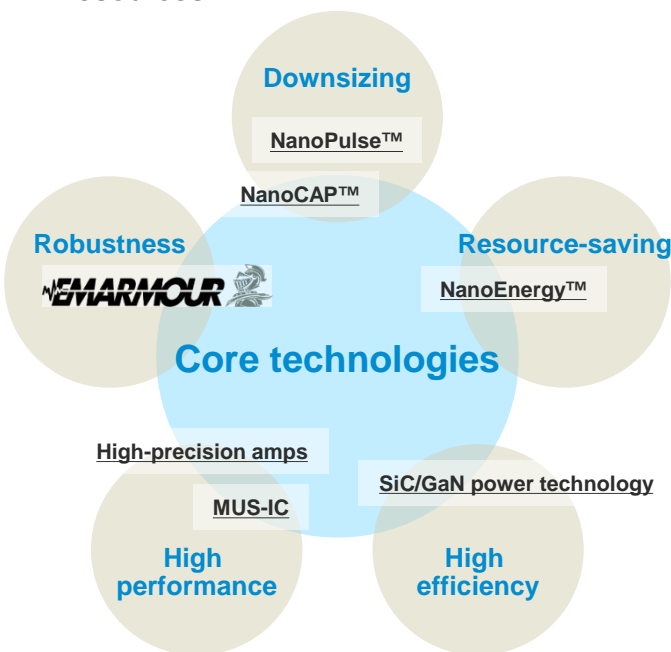 Downsizing
NanoPulse™
NanoCAP™
Robustness
EMARMOUR
Resource-saving
NanoEnergy™
Core technologies
High-precision amps
MUS-IC
High
performance
SiC/GaN power technology
High
efficiency